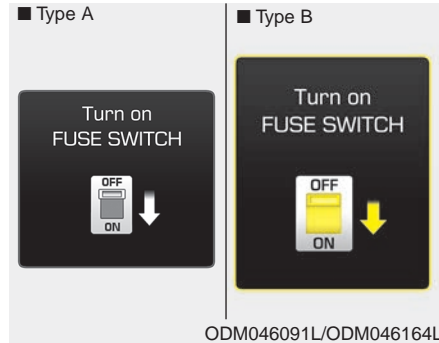 ■ Type A
■ Type B
Turn on
FUSE SWITCH
OFF
ON
Turn on
FUSE SWITCH
OFF
ON
ODM046091L/ODM046164L